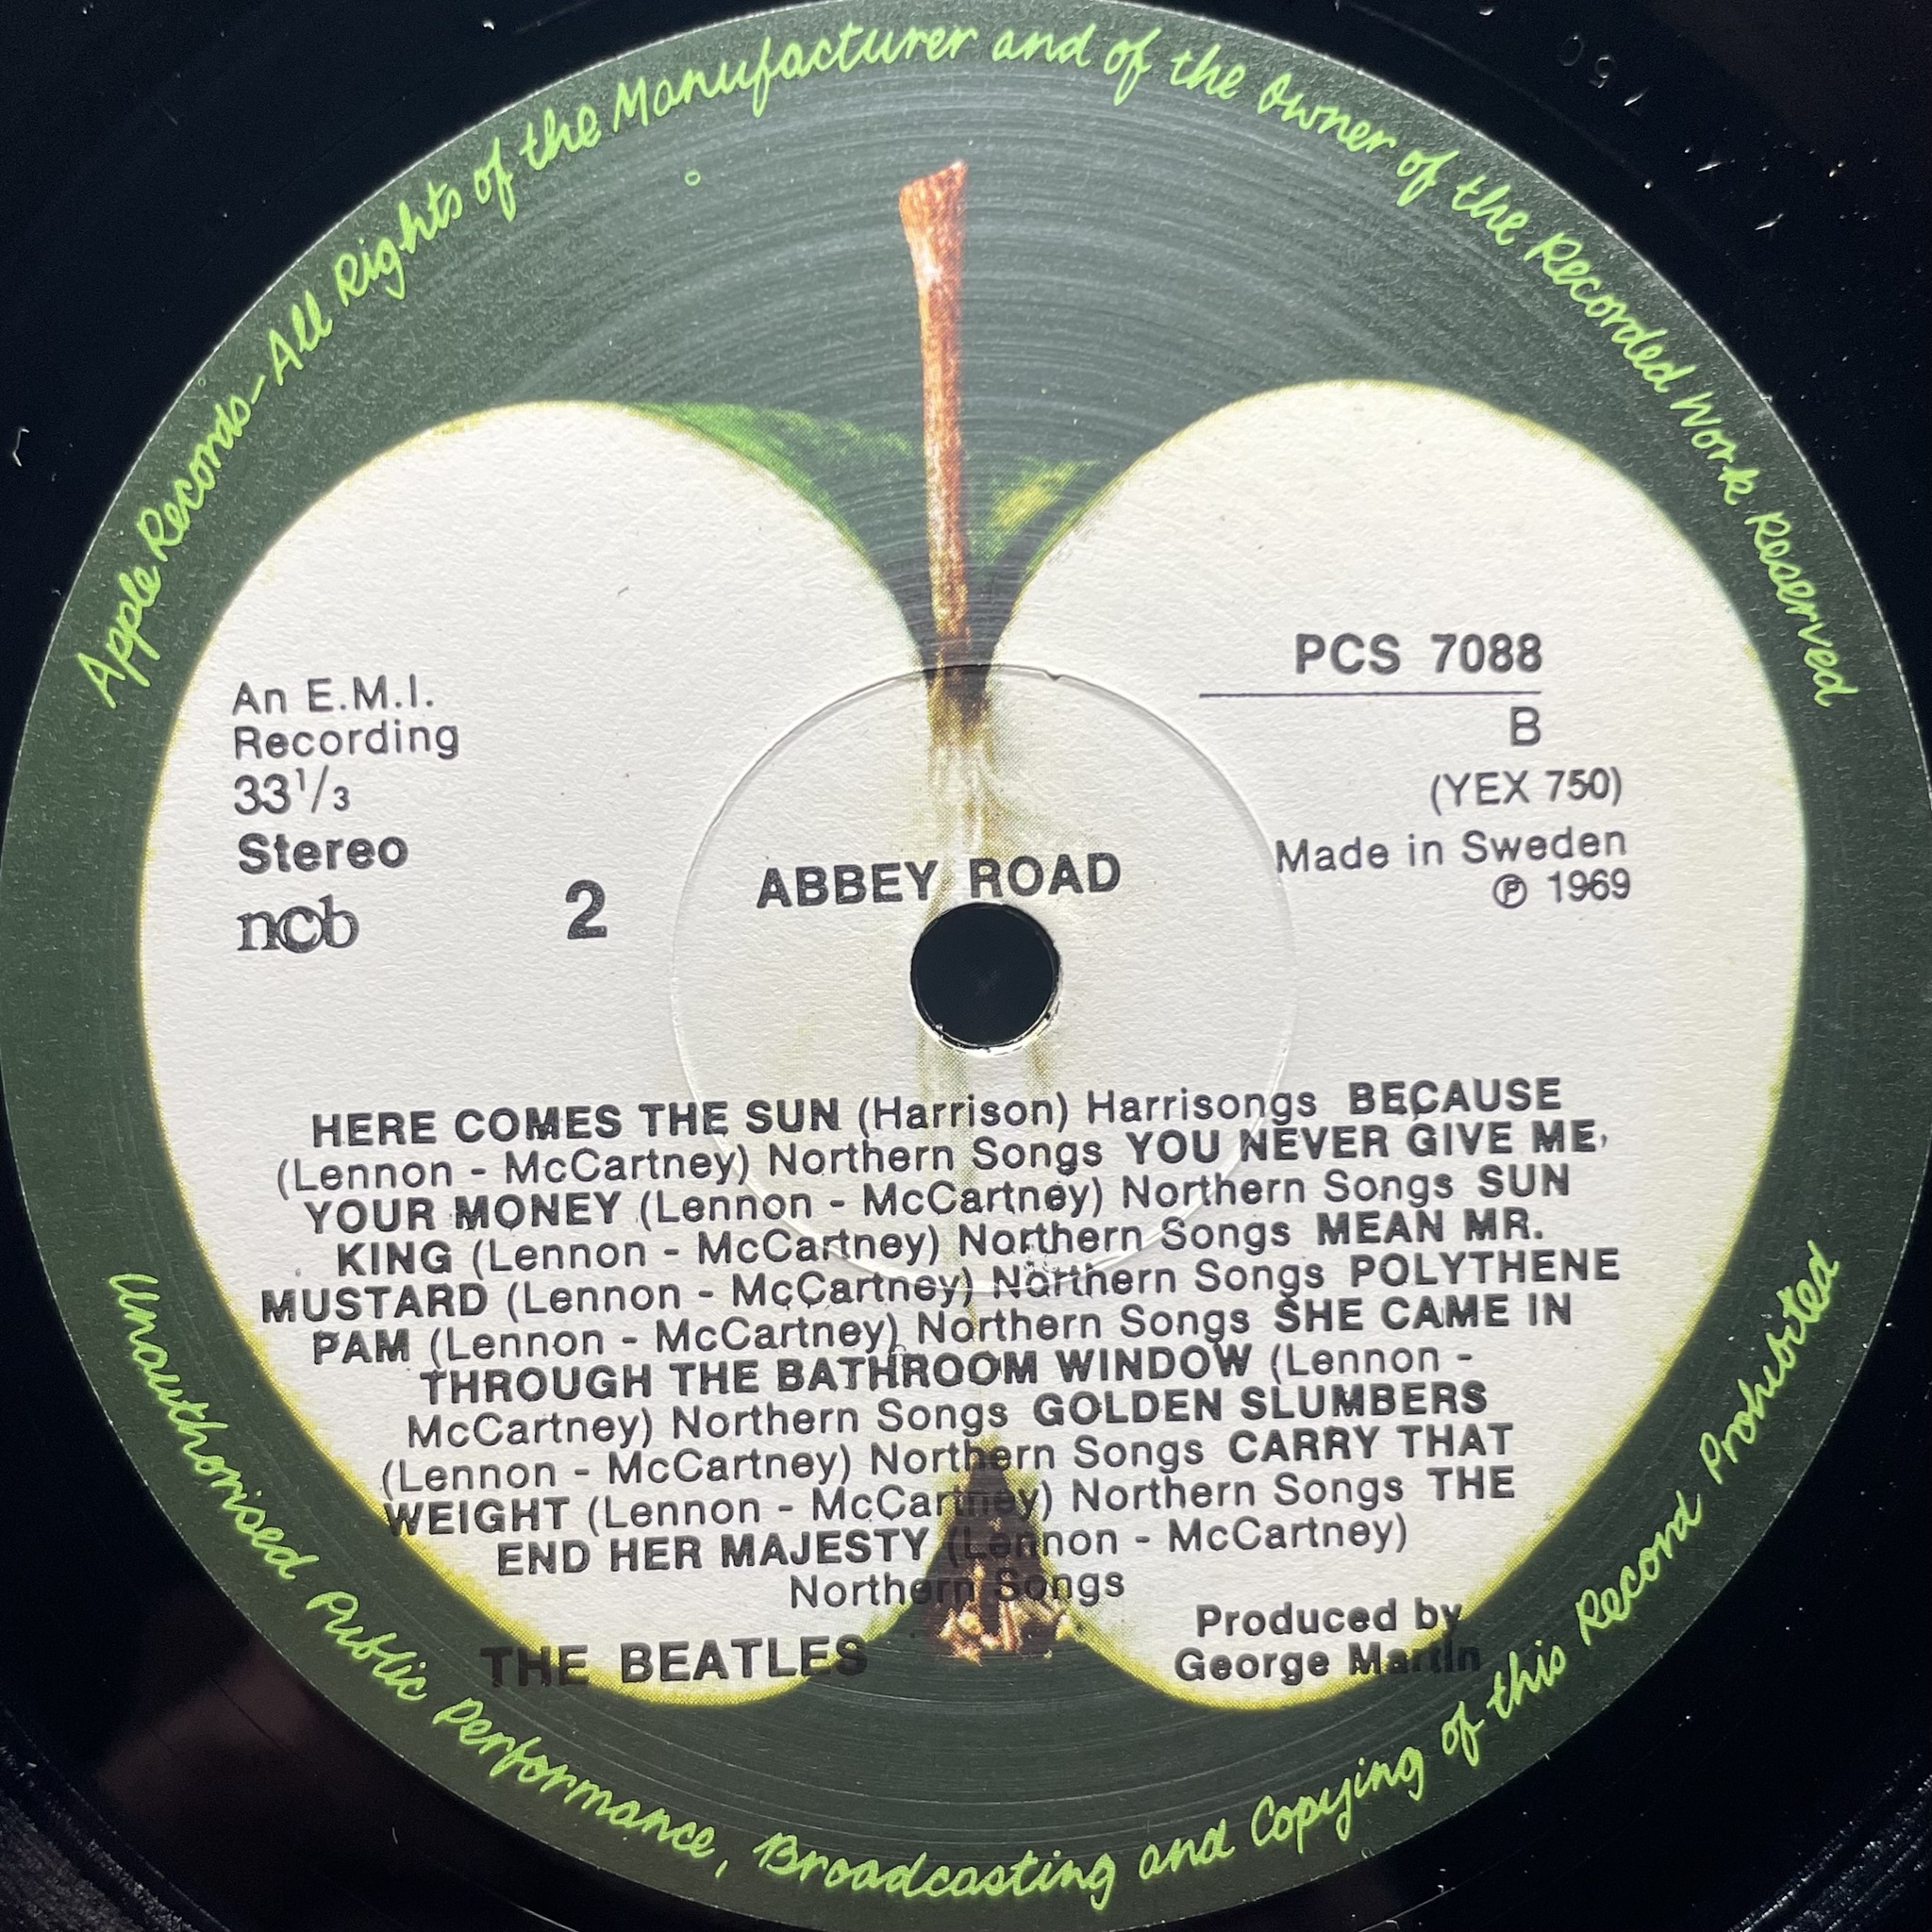 Apple Records-All Rights of the Manufacturer and of the Owner of the Recorded Work Reserved
An E.M.I.
Recording
33 1/3
Stereo
ncb
2
ABBEY ROAD
PCS 7088
B
(YEX 750)
Made in Sweden
℗ 1969
HERE COMES THE SUN (Harrison) Harrisongs BECAUSE
(Lennon - McCartney) Northern Songs YOU NEVER GIVE ME
YOUR MONEY (Lennon - McCartney) Northern Songs SUN
KING (Lennon - McCartney) Northern Songs MEAN MR.
MUSTARD (Lennon - McCartney) Northern Songs POLYTHENE
PAM (Lennon - McCartney) Northern Songs SHE CAME IN
THROUGH THE BATHROOM WINDOW (Lennon -
McCartney) Northern Songs GOLDEN SLUMBERS
(Lennon - McCartney) Northern Songs CARRY THAT
WEIGHT (Lennon - McCartney) Northern Songs THE
END HER MAJESTY (Lennon - McCartney)
Northern Songs
THE BEATLES
Produced by
George Martin
Unauthorised Public Performance, Broadcasting and Copying of this Record Prohibited